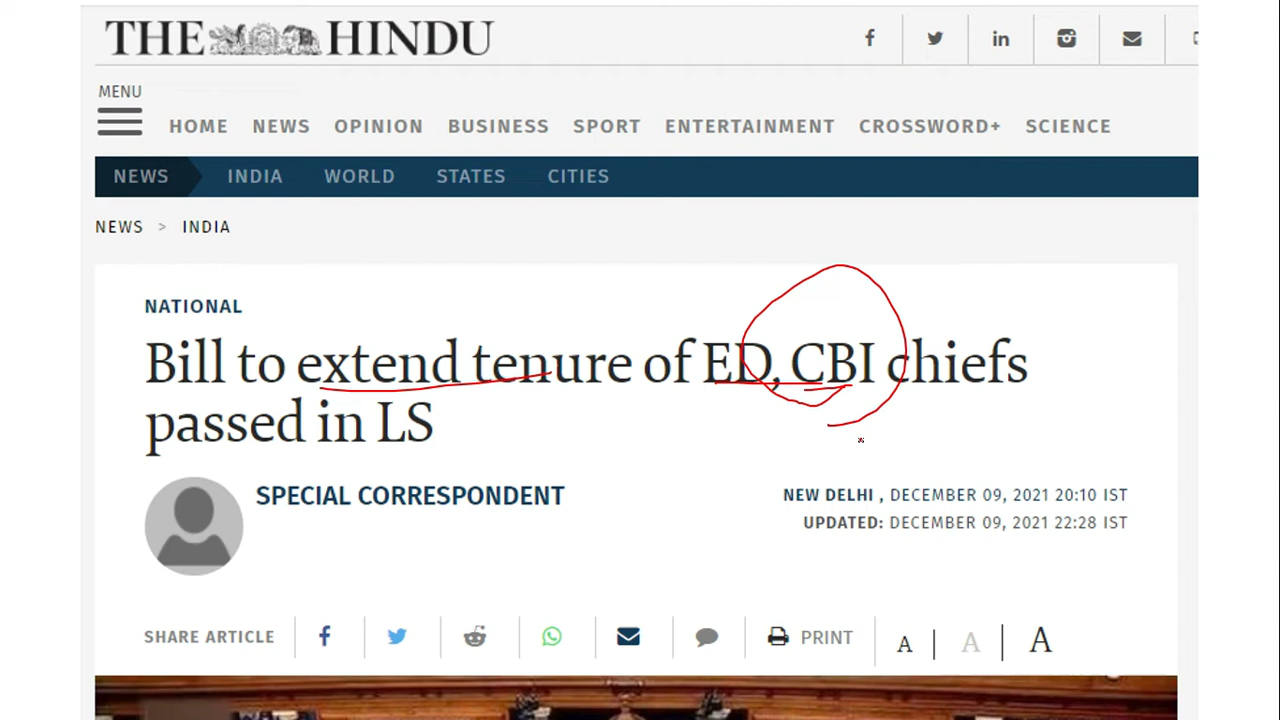 THE HINDU
MENU
HOME NEWS OPINION BUSINESS SPORT ENTERTAINMENT CROSSWORD+ SCIENCE
NEWS INDIA WORLD STATES CITIES
NEWS > INDIA
NATIONAL
Bill to extend tenure of ED, CBI chiefs
passed in LS
SPECIAL CORRESPONDENT
NEW DELHI , DECEMBER 09, 2021 20:10 IST
UPDATED: DECEMBER 09, 2021 22:28 IST
SHARE ARTICLE PRINT A | A | A